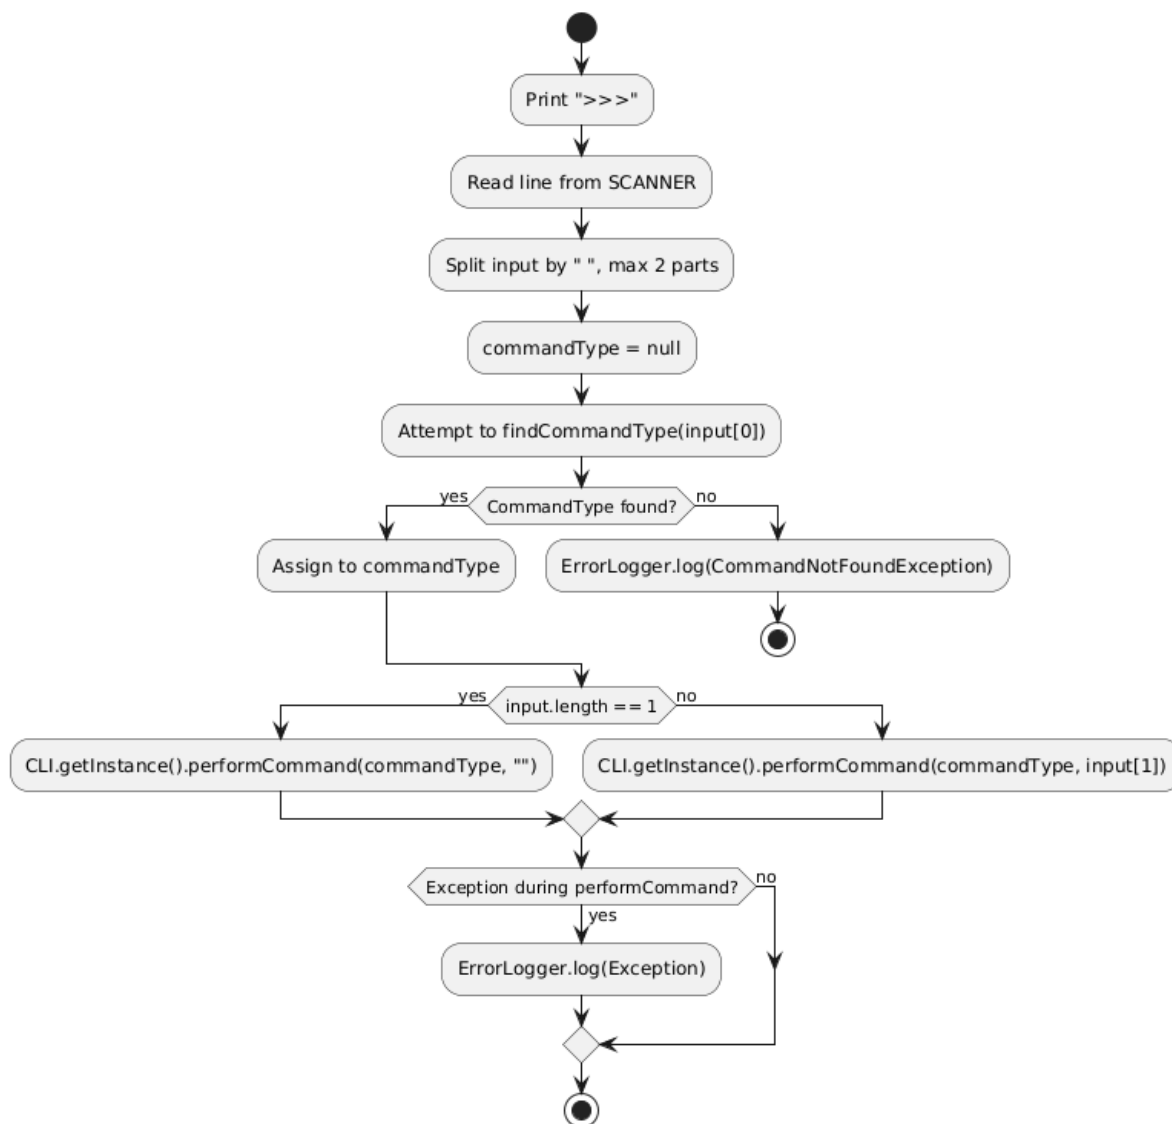 Print ">>>"
Read line from SCANNER
Split input by " ", max 2 parts
commandType = null
Attempt to findCommandType(input[0])
yes
CommandType found?
no
Assign to commandType
ErrorLogger.log(CommandNotFoundException)
yes
input.length == 1
no
CLI.getInstance().performCommand(commandType, "")
CLI.getInstance().performCommand(commandType, input[1])
Exception during performCommand?
no
yes
ErrorLogger.log(Exception)